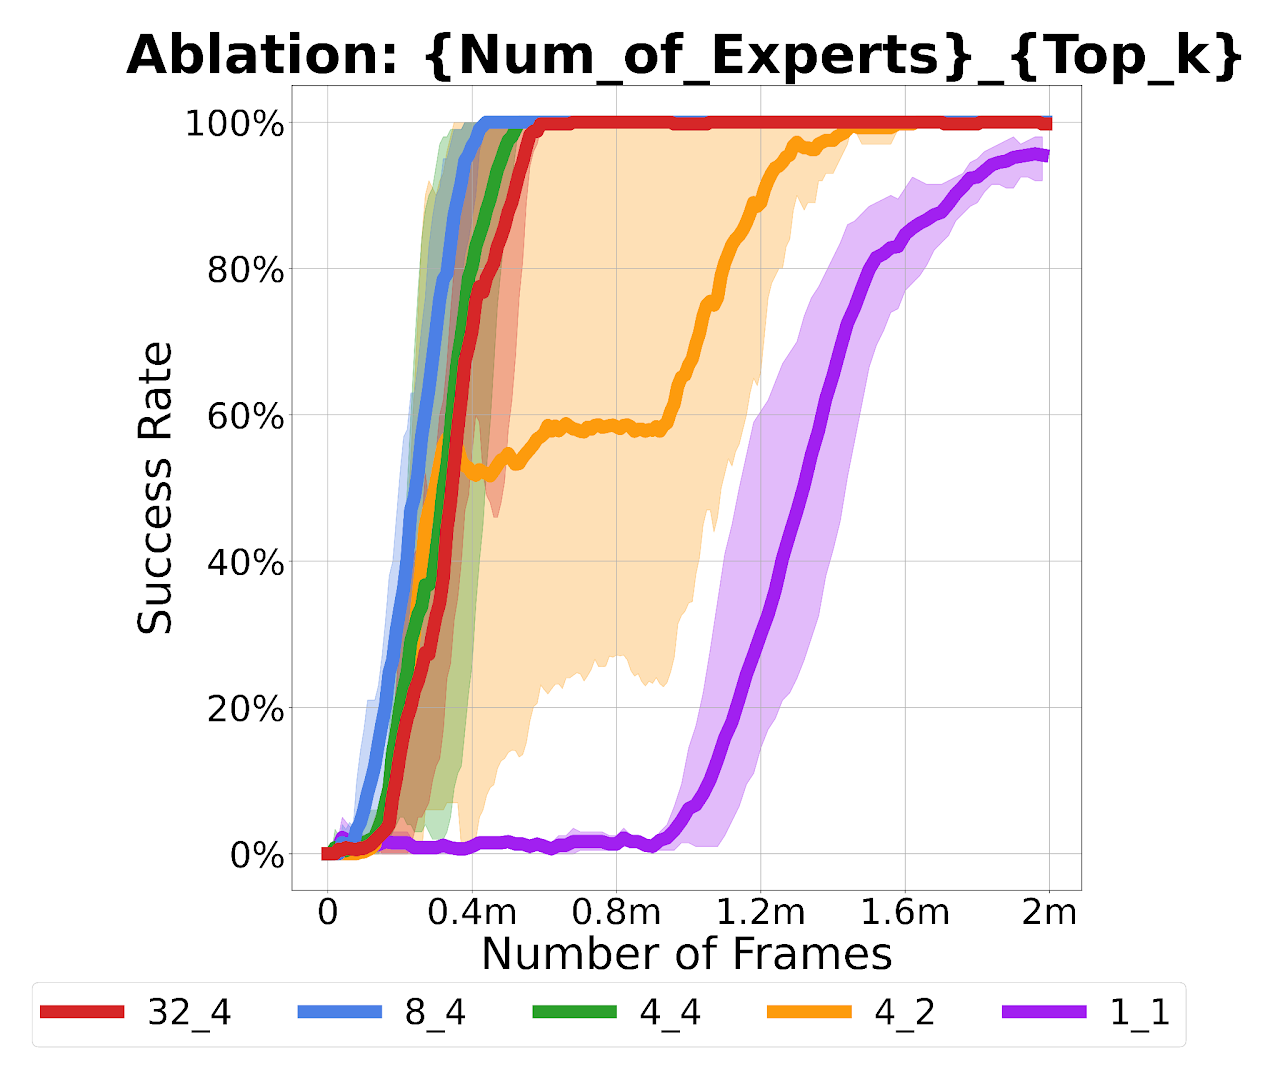 Ablation: {Num_of_Experts}_{Top_k}
100%
80%
60%
40%
20%
0%
Success Rate
0 0.4m 0.8m 1.2m 1.6m 2m
Number of Frames
32_4 8_4 4_4 4_2 1_1